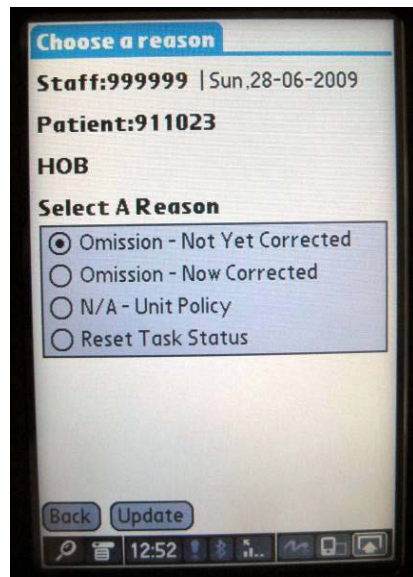 Choose a reason
Staff:999999 | Sun,28-06-2009
Patient:911023
HOB
Select A Reason
Omission - Not Yet Corrected
Omission - Now Corrected
N/A - Unit Policy
Reset Task Status
Back Update
12:52